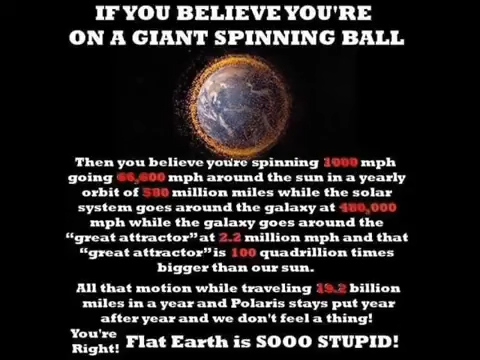 IF YOU BELIEVE YOU'RE
ON A GIANT SPINNING BALL
Then you believe you're spinning 1000 mph
going 66,600 mph around the sun in a yearly
orbit of 580 million miles while the solar
system goes around the galaxy at 480,000
mph while the galaxy goes around the
“great attractor” at 2.2 million mph and that
“great attractor” is 100 quadrillion times
bigger than our sun.
All that motion while traveling 19.2 billion
miles in a year and Polaris stays put year
after year and we don't feel a thing!
You're
Right!
Flat Earth is SOOO STUPID!